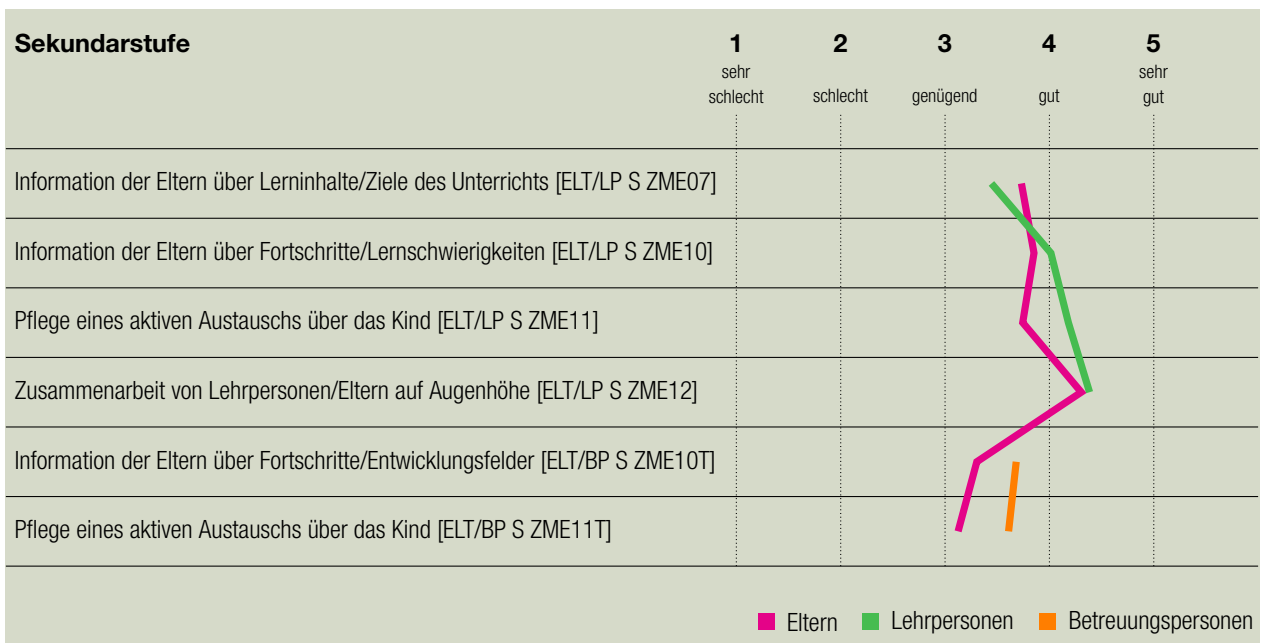 Sekundarstufe 1 2 3 4 5
sehr sehr
schlecht schlecht genügend gut gut
Information der Eltern über Lerninhalte/Ziele des Unterrichts [ELT/LP S ZME07]
Information der Eltern über Fortschritte/Lernschwierigkeiten [ELT/LP S ZME10]
Pflege eines aktiven Austauschs über das Kind [ELT/LP S ZME11]
Zusammenarbeit von Lehrpersonen/Eltern auf Augenhöhe [ELT/LP S ZME12]
Information der Eltern über Fortschritte/Entwicklungsfelder [ELT/BP S ZME10T]
Pflege eines aktiven Austauschs über das Kind [ELT/BP S ZME11T]
Eltern Lehrpersonen Betreuungspersonen